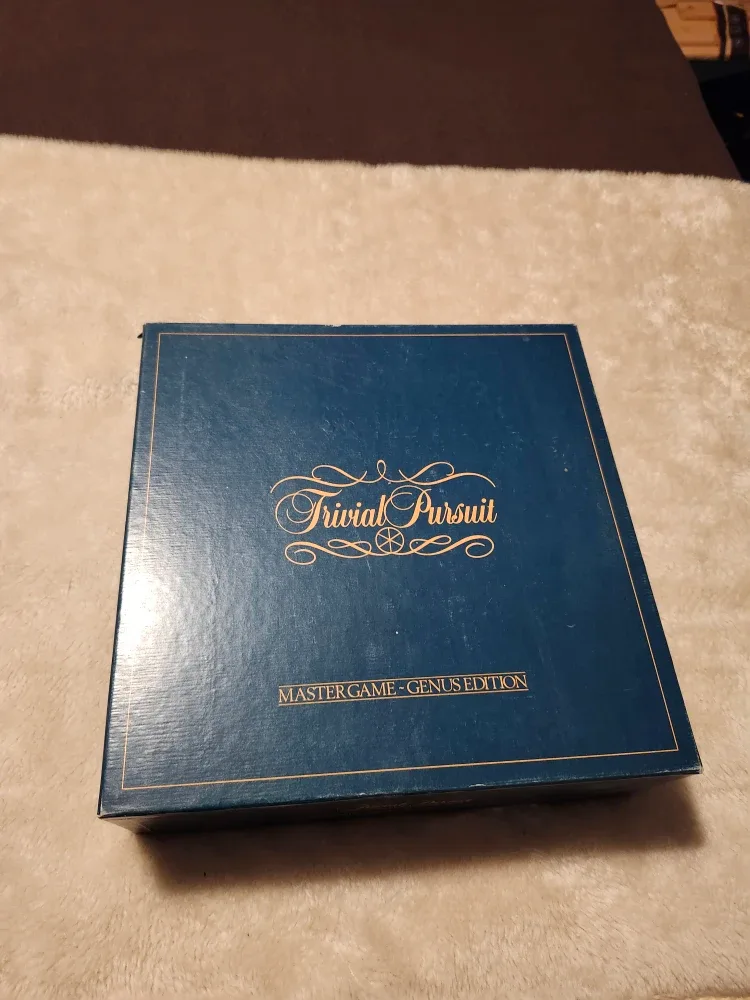 Trivial Pursuit
MASTER GAME ~ GENUS EDITION